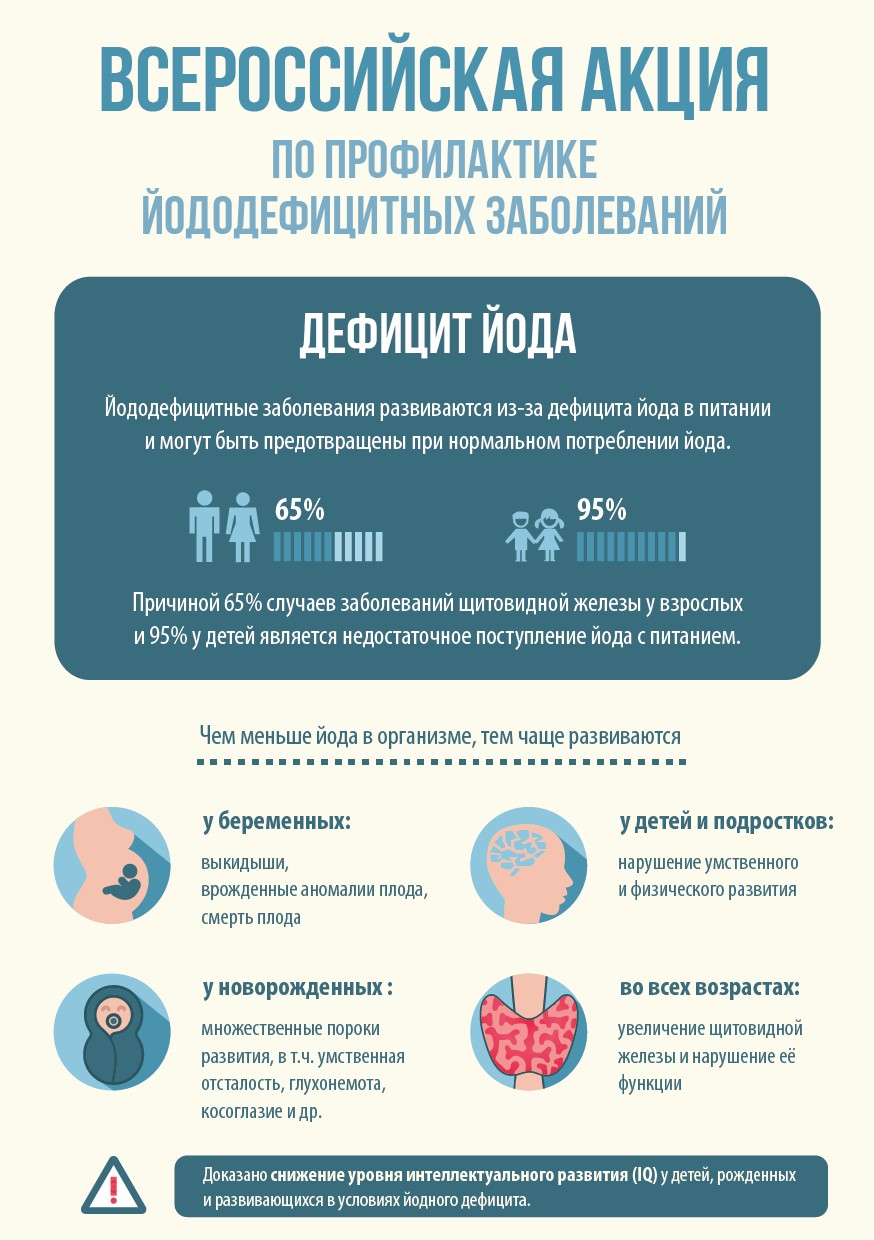 ВСЕРОССИЙСКАЯ АКЦИЯ
ПО ПРОФИЛАКТИКЕ
ЙОДОДЕФИЦИТНЫХ ЗАБОЛЕВАНИЙ
ДЕФИЦИТ ЙОДА
Йододефицитные заболевания развиваются из-за дефицита йода в питании
и могут быть предотвращены при нормальном потреблении йода.
65%
95%
Причиной 65% случаев заболеваний щитовидной железы у взрослых
и 95% у детей является недостаточное поступление йода с питанием.
Чем меньше йода в организме, тем чаще развиваются
у беременных:
выкидыши,
врожденные аномалии плода,
смерть плода
у детей и подростков:
нарушение умственного
и физического развития
у новорожденных :
множественные пороки
развития, в т.ч. умственная
отсталость, глухонемота,
косоглазие и др.
во всех возрастах:
увеличение щитовидной
железы и нарушение её
функции
!
Доказано снижение уровня интеллектуального развития (IQ) у детей, рожденных
и развивающихся в условиях йодного дефицита.